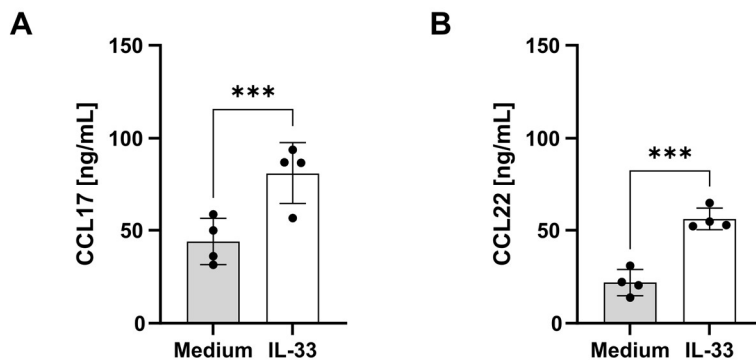 A
CCL17 [ng/mL]
150
100
50
0
***
Medium IL-33
B
CCL22 [ng/mL]
150
100
50
0
***
Medium IL-33